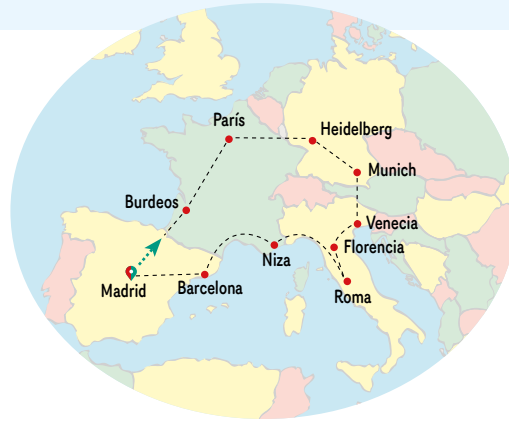 París
Heidelberg
Munich
Burdeos
Venecia
Florencia
Niza
Madrid
Barcelona
Roma